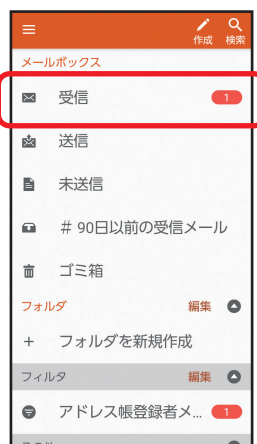 作成 検索
メールボックス
受信 1
送信
未送信
# 90日以前の受信メール
ゴミ箱
フォルダ 編集
+ フォルダを新規作成
フィルタ 編集
アドレス帳登録者メ... 1